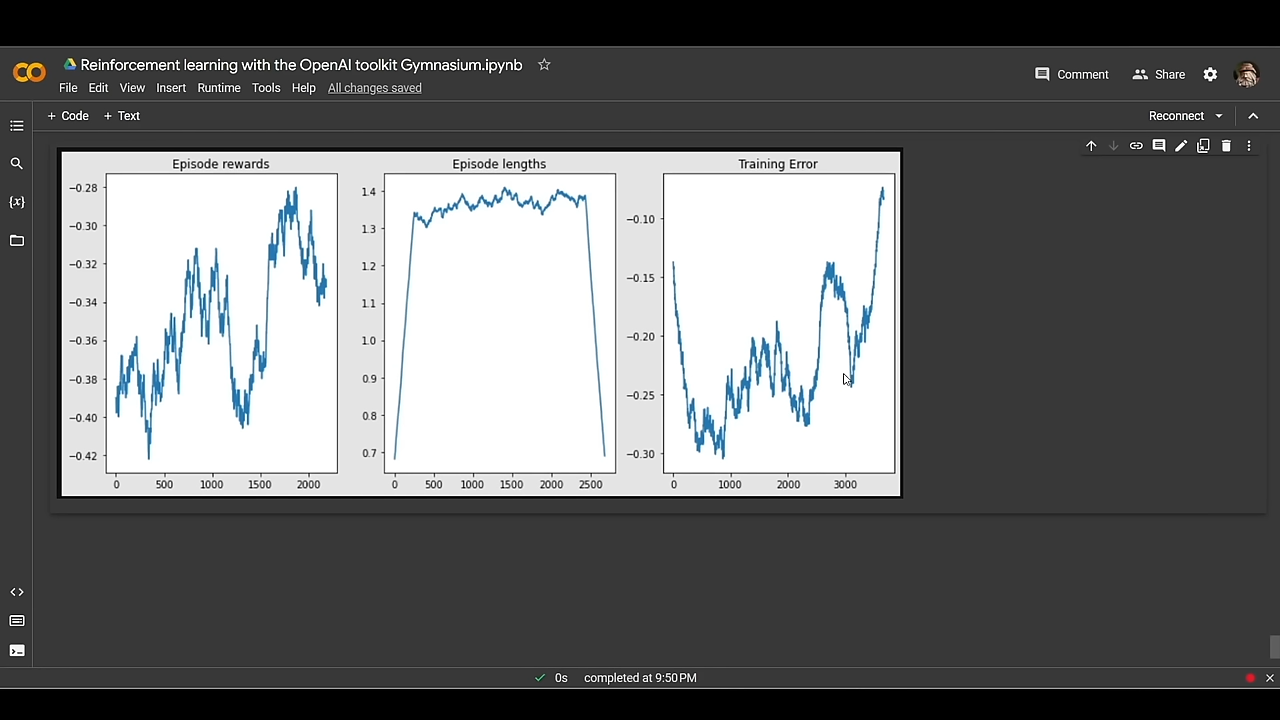 Reinforcement learning with the OpenAI toolkit Gymnasium.ipynb
Comment Share
File Edit View Insert Runtime Tools Help All changes saved
+ Code + Text Reconnect
{x}
Episode rewards Episode lengths Training Error
−0.28
−0.30
−0.32
−0.34
−0.36
−0.38
−0.40
−0.42
0 500 1000 1500 2000
1.4
1.3
1.2
1.1
1.0
0.9
0.8
0.7
0 500 1000 1500 2000 2500
−0.10
−0.15
−0.20
−0.25
−0.30
0 1000 2000 3000
0s completed at 9:50 PM